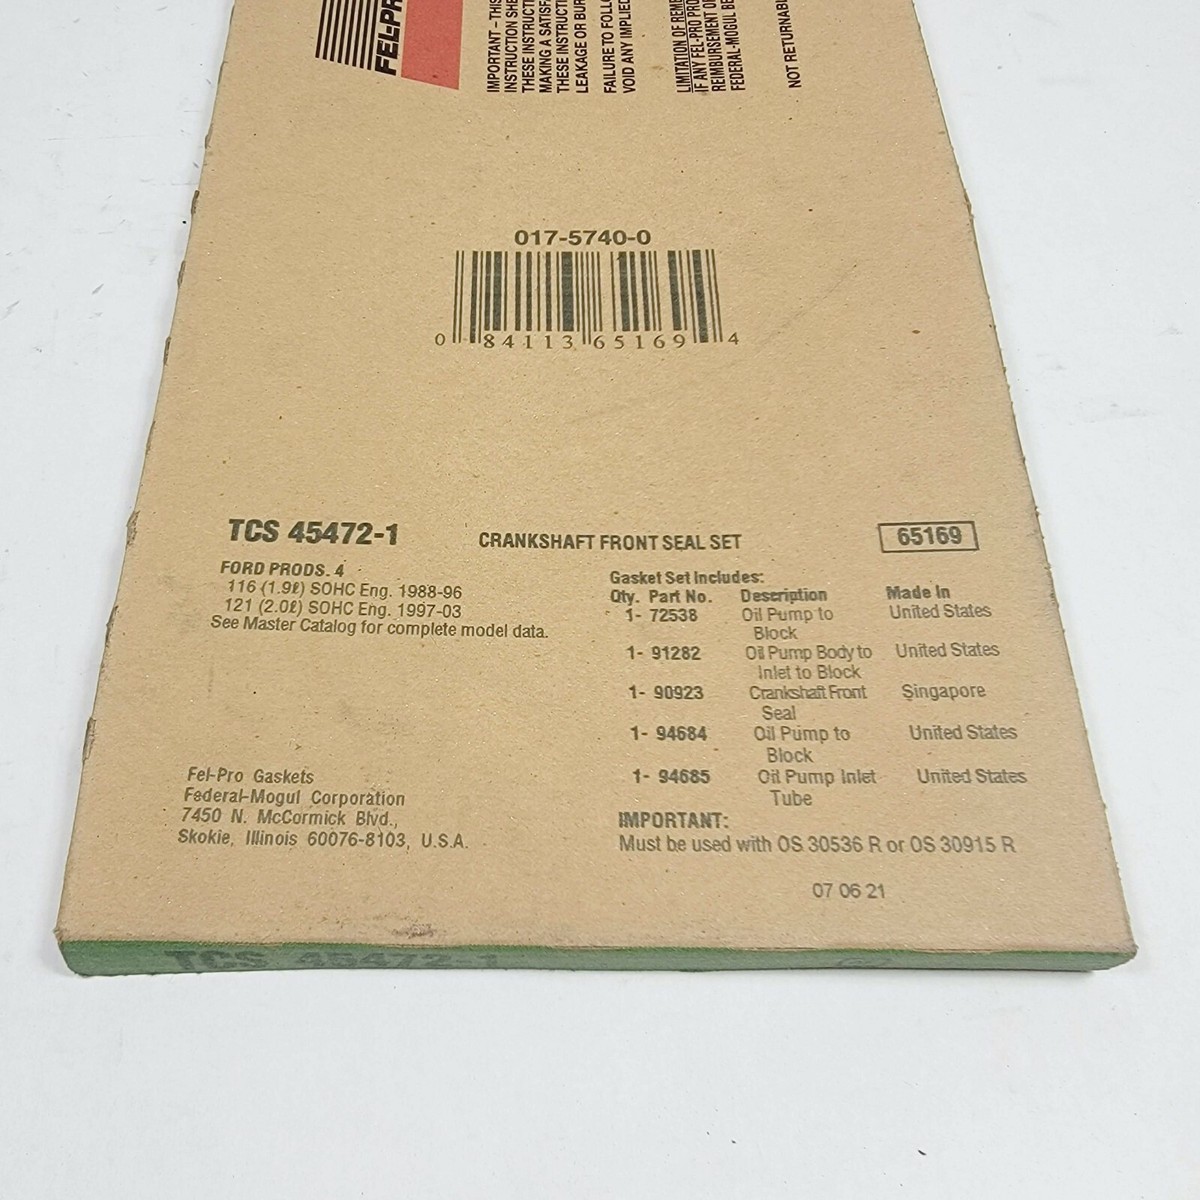 FEL-PR
IMPORTANT - THIS
INSTRUCTION SHE
THESE INSTRUCT
MAKING A SATISF
THESE INSTRUCTI
LEAKAGE OR BUR
FAILURE TO FOLL
VOID ANY IMPLIED
LIMITATION OF REME
IF ANY FEL-PRO PRO
REIMBURSEMENT O
FEDERAL-MOGUL BE
NOT RETURNABL
017-5740-0
0 84113 65169 4
TCS 45472-1
CRANKSHAFT FRONT SEAL SET
65169
FORD PRODS. 4
116 (1.9ℓ) SOHC Eng. 1988-96
121 (2.0ℓ) SOHC Eng. 1997-03
See Master Catalog for complete model data.
Gasket Set Includes:
Qty. Part No. Description Made In
1- 72538 Oil Pump to United States
Block
1- 91282 Oil Pump Body to United States
Inlet to Block
1- 90923 Crankshaft Front Singapore
Seal
1- 94684 Oil Pump to United States
Block
1- 94685 Oil Pump Inlet United States
Tube
Fel-Pro Gaskets
Federal-Mogul Corporation
7450 N. McCormick Blvd.,
Skokie, Illinois 60076-8103, U.S.A.
IMPORTANT:
Must be used with OS 30536 R or OS 30915 R
07 06 21
TCS 45472-1